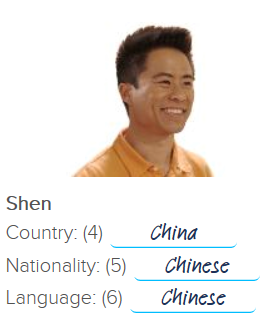 Shen
Country: (4) China
Nationality: (5) Chinese
Language: (6) Chinese